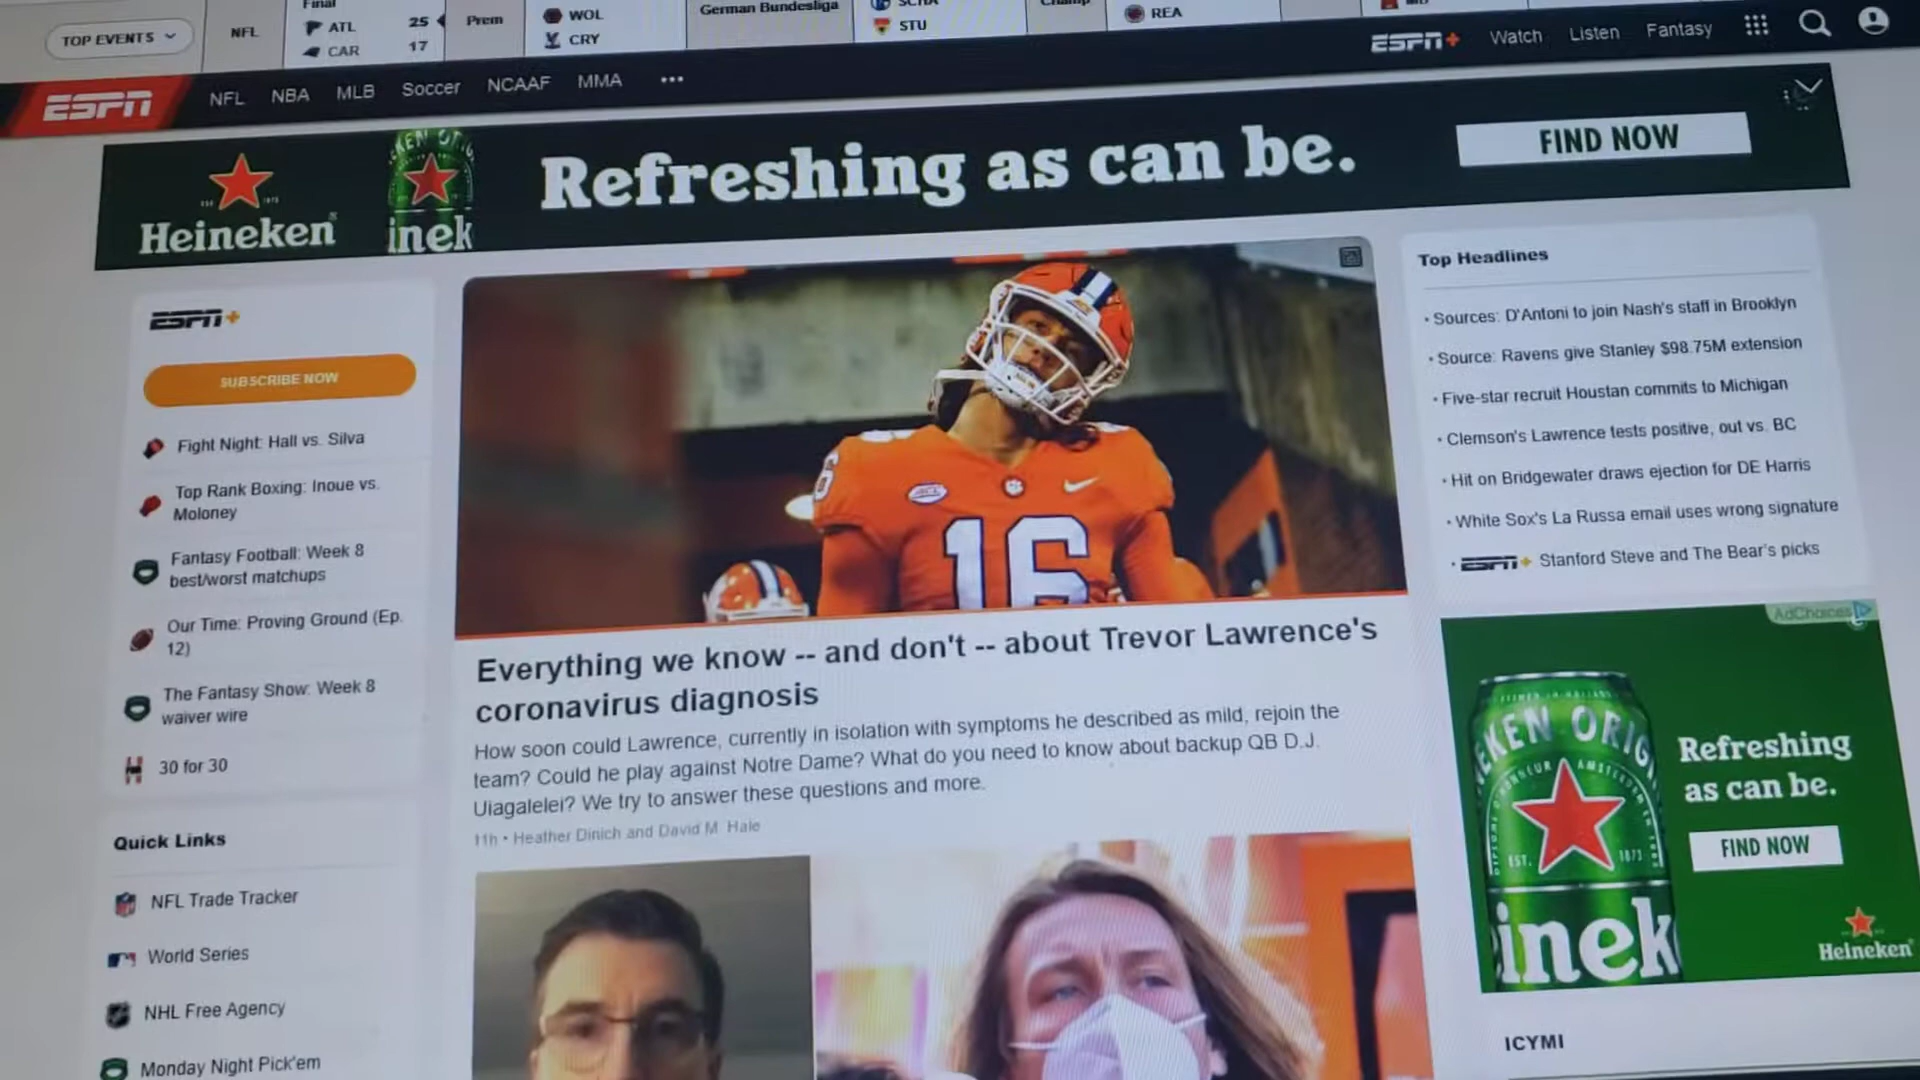 TOP EVENTS
NFL
Final
ATL 25
CAR 17
Prem
WOL
CRY
German Bundesliga
STU
REA
ESPN+ Watch Listen Fantasy
ESPN NFL NBA MLB Soccer NCAAF MMA
Heineken
inek
Refreshing as can be.
FIND NOW
ESPN+
SUBSCRIBE NOW
Fight Night: Hall vs. Silva
Top Rank Boxing: Inoue vs.
Moloney
Fantasy Football: Week 8
best/worst matchups
Our Time: Proving Ground (Ep.
12)
The Fantasy Show: Week 8
waiver wire
30 for 30
Quick Links
NFL Trade Tracker
World Series
NHL Free Agency
Monday Night Pick'em
16
Everything we know -- and don't -- about Trevor Lawrence's
coronavirus diagnosis
How soon could Lawrence, currently in isolation with symptoms he described as mild, rejoin the
team? Could he play against Notre Dame? What do you need to know about backup QB D.J.
Uiagalelei? We try to answer these questions and more.
11h • Heather Dinich and David M. Hale
Top Headlines
• Sources: D'Antoni to join Nash's staff in Brooklyn
• Source: Ravens give Stanley $98.75M extension
• Five-star recruit Houstan commits to Michigan
• Clemson's Lawrence tests positive, out vs. BC
• Hit on Bridgewater draws ejection for DE Harris
• White Sox's La Russa email uses wrong signature
• ESPN+ Stanford Steve and The Bear's picks
AdChoices
EKEN ORIG
EST. 1873
inek
Refreshing
as can be.
FIND NOW
Heineken
ICYMI